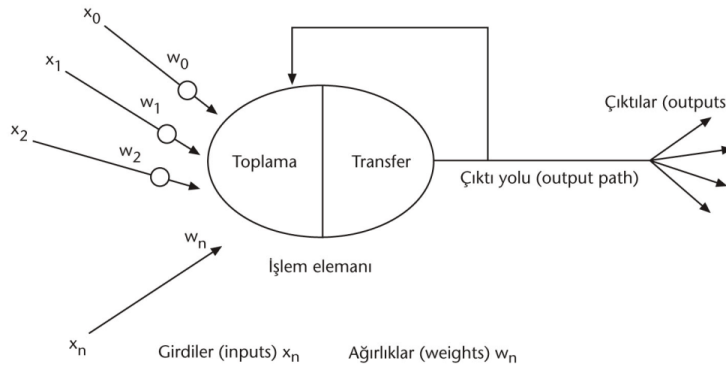 x0
w0
x1
w1
Çıktılar (outputs
x2
w2
Toplama
Transfer
Çıktı yolu (output path)
wn
İşlem elemanı
xn
Girdiler (inputs) xn
Ağırlıklar (weights) wn